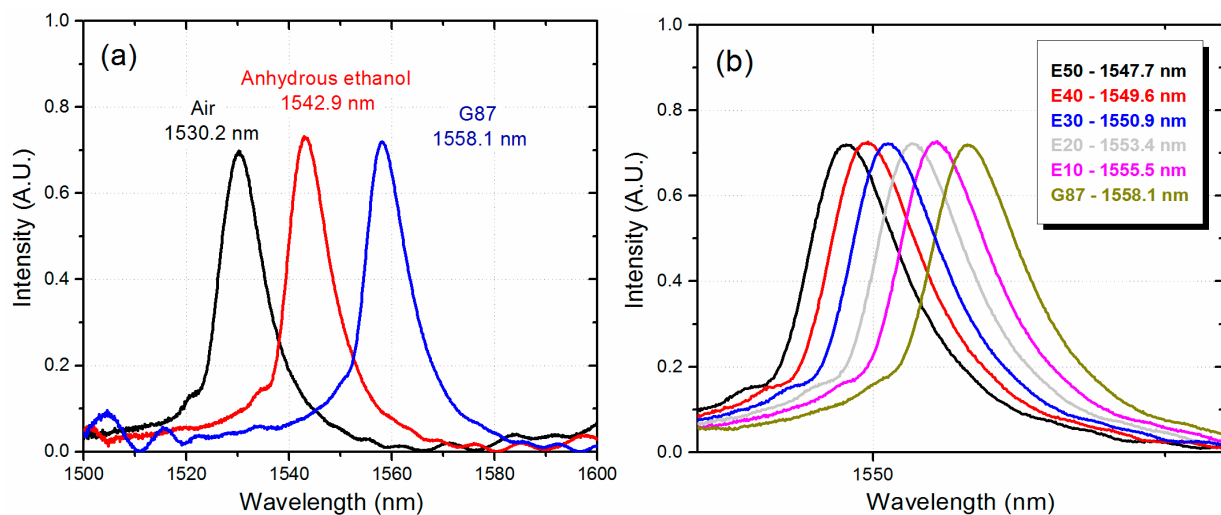 (a)
Air
1530.2 nm
Anhydrous ethanol
1542.9 nm
G87
1558.1 nm
Intensity (A.U.)
1.0
0.8
0.6
0.4
0.2
0.0
1500
1520
1540
1560
1580
1600
Wavelength (nm)
(b)
E50 - 1547.7 nm
E40 - 1549.6 nm
E30 - 1550.9 nm
E20 - 1553.4 nm
E10 - 1555.5 nm
G87 - 1558.1 nm
Intensity (A.U.)
1.0
0.8
0.6
0.4
0.2
0.0
1550
Wavelength (nm)